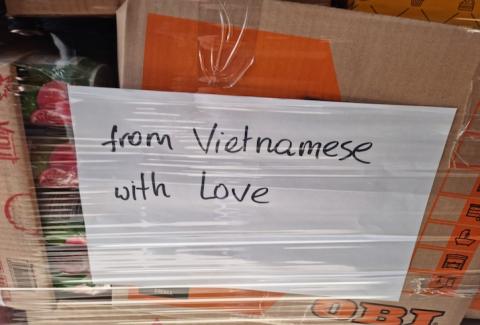 from Vietnamese
with Love
OBI